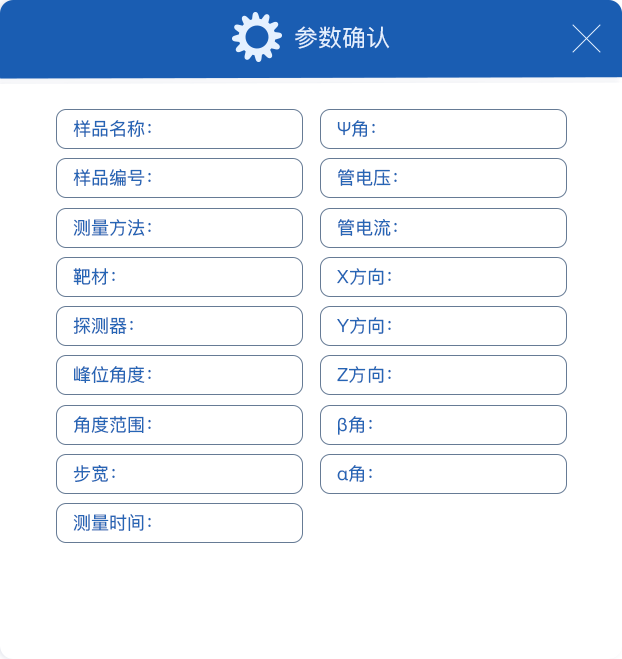 参数确认
样品名称：
Ψ角：
样品编号：
管电压：
测量方法：
管电流：
靶材：
X方向：
探测器：
Y方向：
峰位角度：
Z方向：
角度范围：
β角：
步宽：
α角：
测量时间：